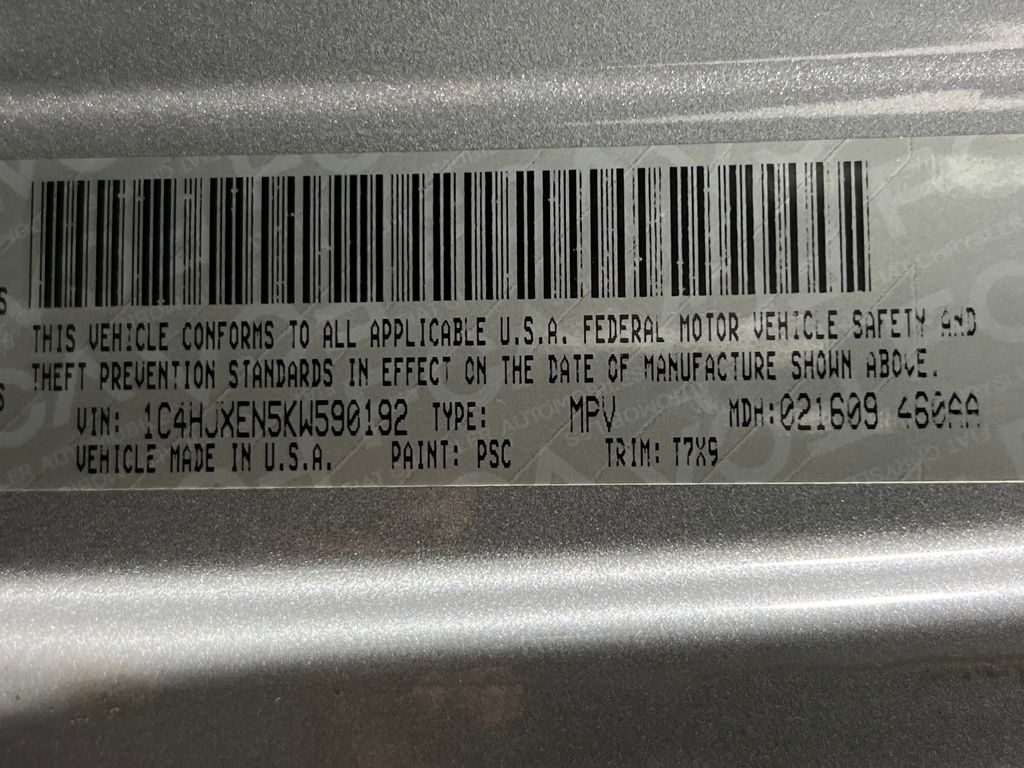 THIS VEHICLE CONFORMS TO ALL APPLICABLE U.S.A. FEDERAL MOTOR VEHICLE SAFETY AND
THEFT PREVENTION STANDARDS IN EFFECT ON THE DATE OF MANUFACTURE SHOWN ABOVE.
VIN: 1C4HJXEN5KW590192 TYPE: MPV MDH:021609 460AA
VEHICLE MADE IN U.S.A. PAINT: PSC TRIM: T7X9